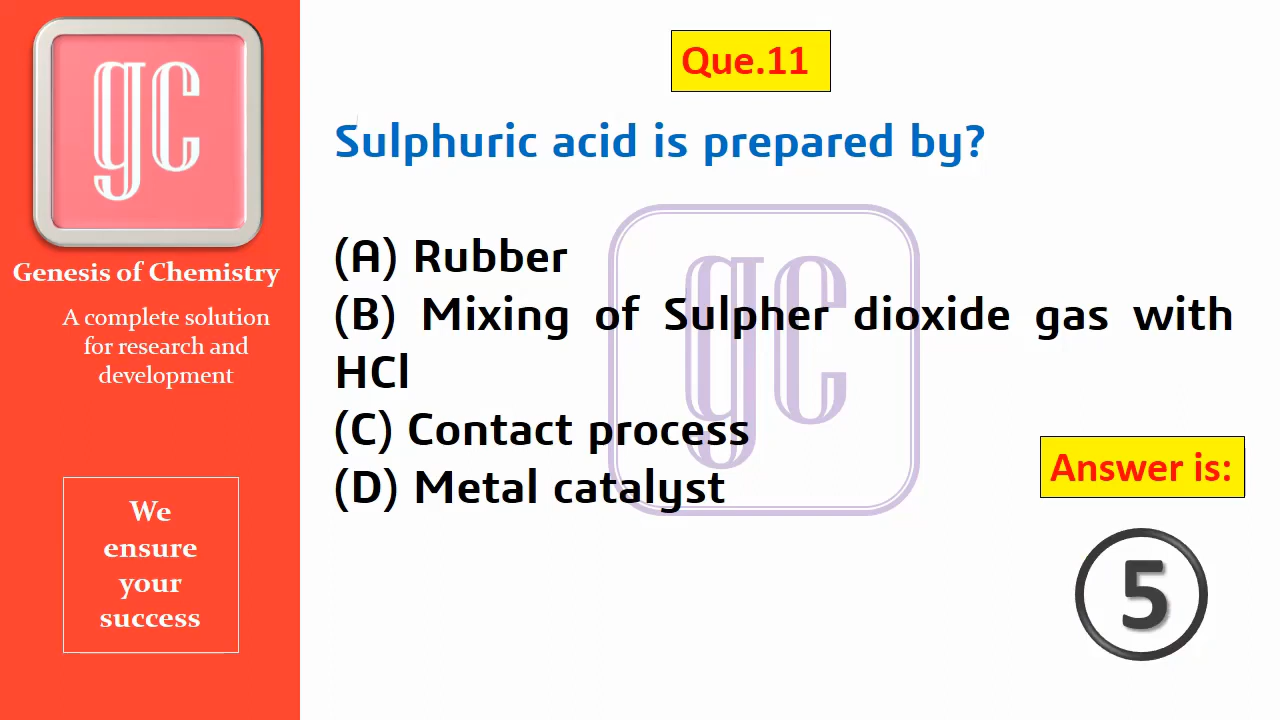 gc
Genesis of Chemistry
A complete solution
for research and
development
We
ensure
your
success
Que.11
Sulphuric acid is prepared by?
(A) Rubber
(B) Mixing of Sulpher dioxide gas with
HCl
(C) Contact process
(D) Metal catalyst
gc
Answer is:
5